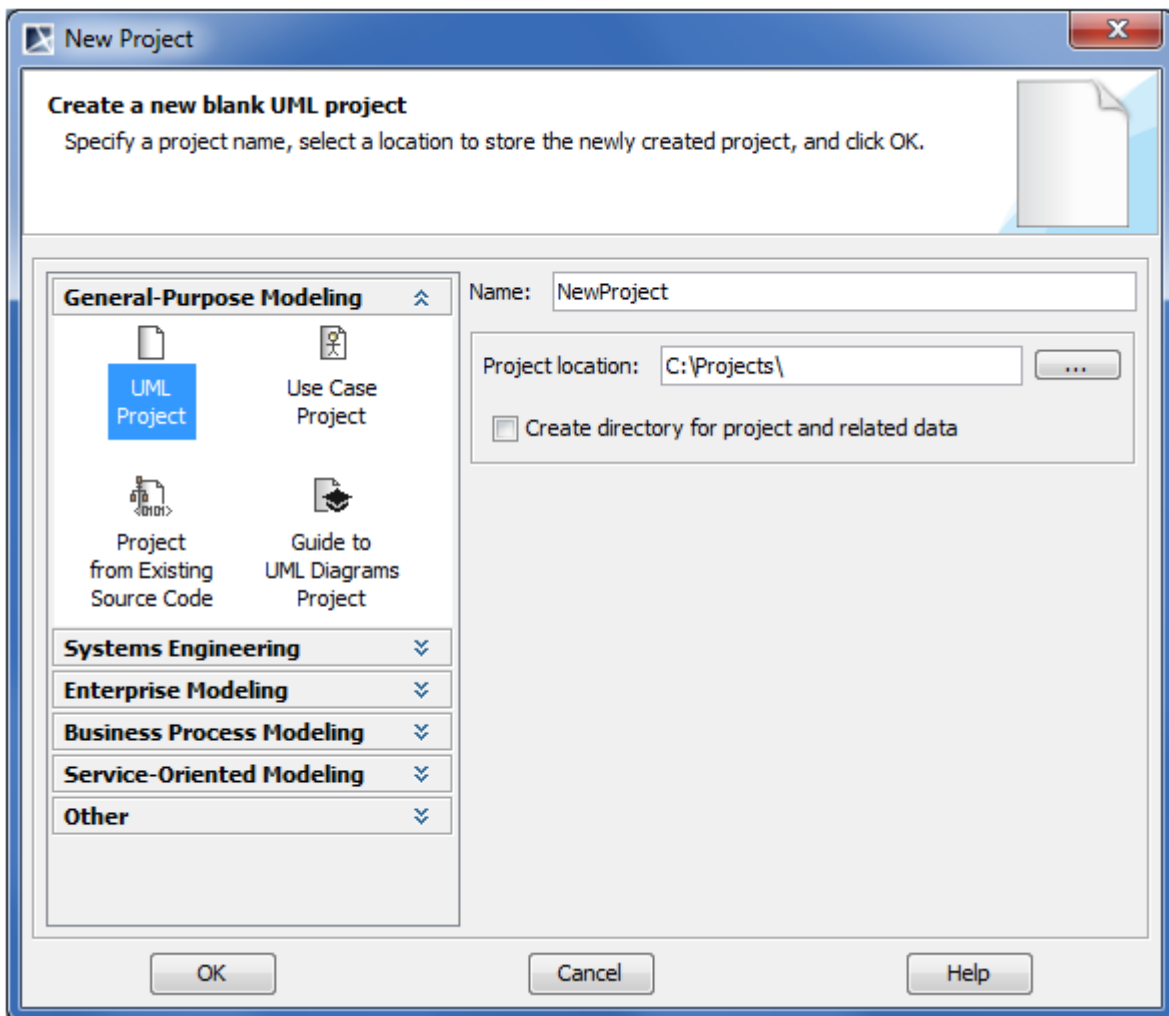 New Project
Create a new blank UML project
Specify a project name, select a location to store the newly created project, and click OK.
General-Purpose Modeling
UML
Project
Use Case
Project
Project
from Existing
Source Code
Guide to
UML Diagrams
Project
Systems Engineering
Enterprise Modeling
Business Process Modeling
Service-Oriented Modeling
Other
Name: NewProject
Project location: C:\Projects\ ...
Create directory for project and related data
OK Cancel Help